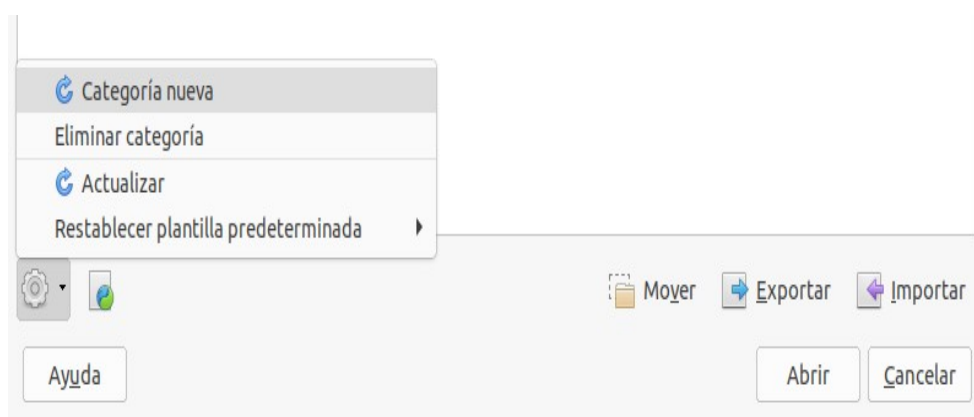 Categoría nueva
Eliminar categoría
Actualizar
Restablecer plantilla predeterminada
Mover Exportar Importar
Ayuda Abrir Cancelar